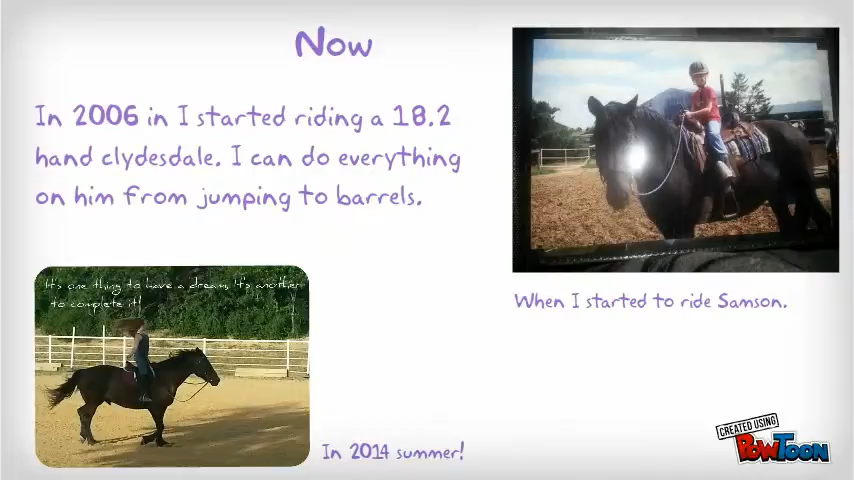 Now
In 2006 in I started riding a 18.2
hand clydesdale. I can do everything
on him from jumping to barrels.
When I started to ride Samson.
It's one thing to have a dream, It's another
to complete it!
In 2014 summer!
CREATED USING
POWTOON